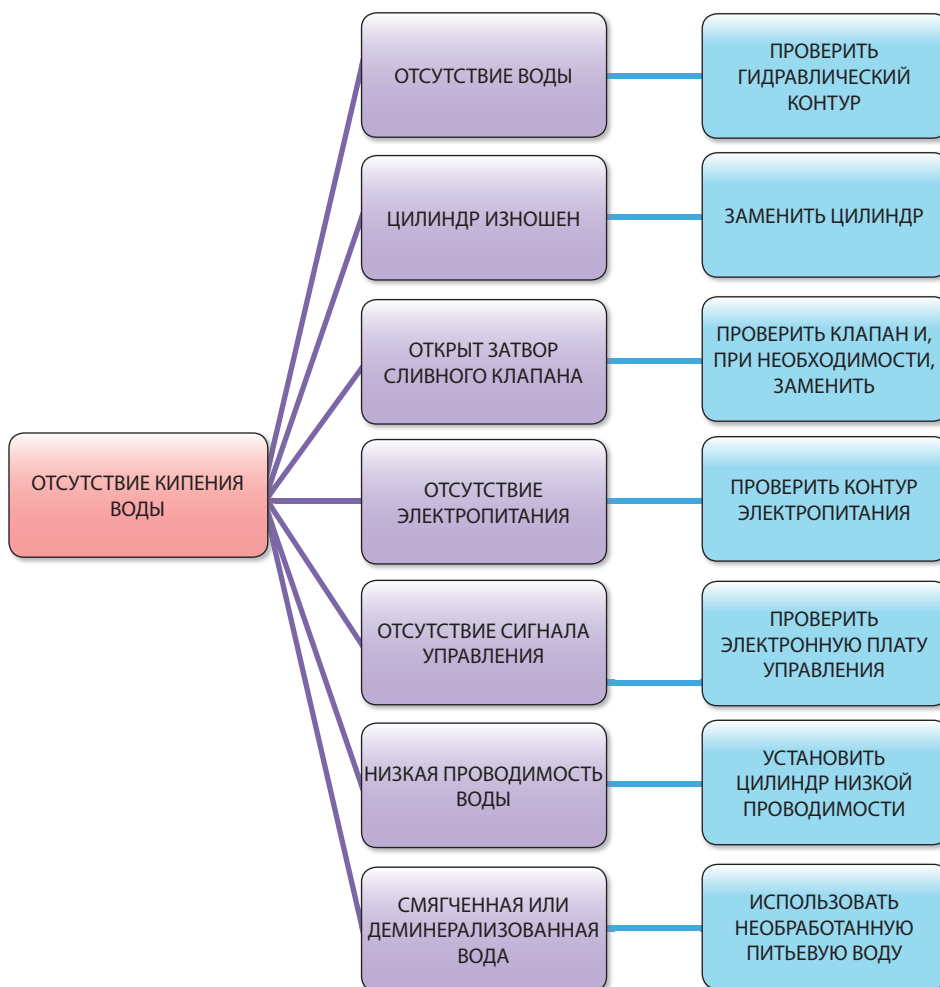 ОТСУТСТВИЕ КИПЕНИЯ
ВОДЫ
ОТСУТСТВИЕ ВОДЫ
ПРОВЕРИТЬ
ГИДРАВЛИЧЕСКИЙ
КОНТУР
ЦИЛИНДР ИЗНОШЕН
ЗАМЕНИТЬ ЦИЛИНДР
ОТКРЫТ ЗАТВОР
СЛИВНОГО КЛАПАНА
ПРОВЕРИТЬ КЛАПАН И,
ПРИ НЕОБХОДИМОСТИ,
ЗАМЕНИТЬ
ОТСУТСТВИЕ
ЭЛЕКТРОПИТАНИЯ
ПРОВЕРИТЬ КОНТУР
ЭЛЕКТРОПИТАНИЯ
ОТСУТСТВИЕ СИГНАЛА
УПРАВЛЕНИЯ
ПРОВЕРИТЬ
ЭЛЕКТРОННУЮ ПЛАТУ
УПРАВЛЕНИЯ
НИЗКАЯ ПРОВОДИМОСТЬ
ВОДЫ
УСТАНОВИТЬ
ЦИЛИНДР НИЗКОЙ
ПРОВОДИМОСТИ
СМЯГЧЕННАЯ ИЛИ
ДЕМИНЕРАЛИЗОВАННАЯ
ВОДА
ИСПОЛЬЗОВАТЬ
НЕОБРАБОТАННУЮ
ПИТЬЕВУЮ ВОДУ